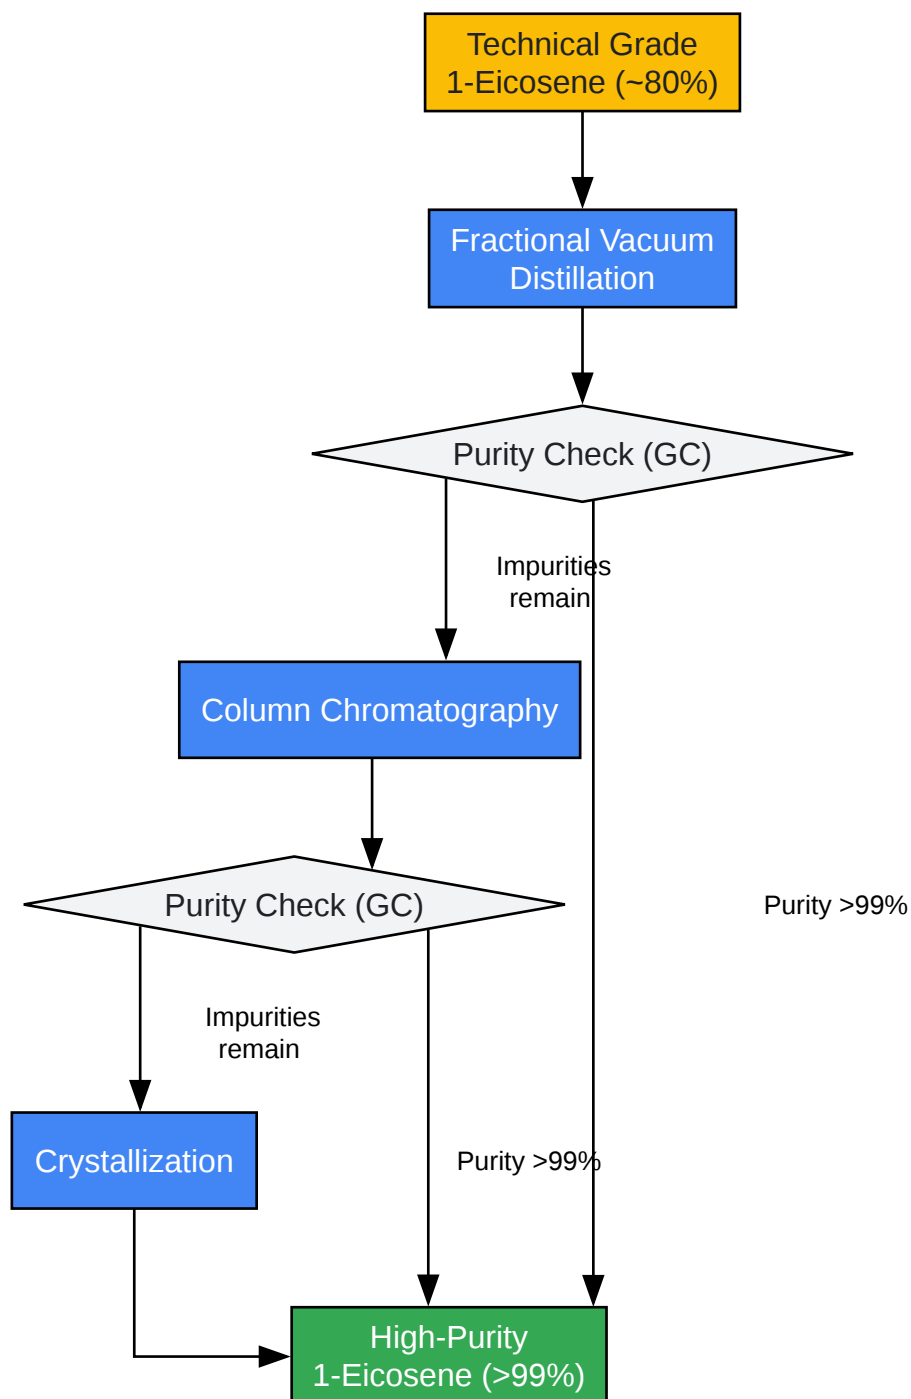 Technical Grade
1-Eicosene (~80%)
Fractional Vacuum
Distillation
Purity Check (GC)
Impurities
remain
Column Chromatography
Purity Check (GC)
Purity >99%
Impurities
remain
Crystallization
Purity >99%
High-Purity
1-Eicosene (>99%)